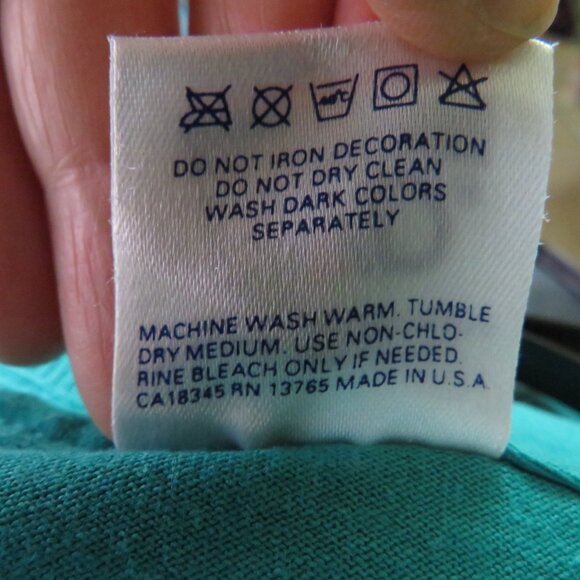 DO NOT IRON DECORATION
DO NOT DRY CLEAN
WASH DARK COLORS
SEPARATELY
MACHINE WASH WARM. TUMBLE
DRY MEDIUM. USE NON-CHLO-
RINE BLEACH ONLY IF NEEDED.
CA18345 RN 13765 MADE IN U.S.A.